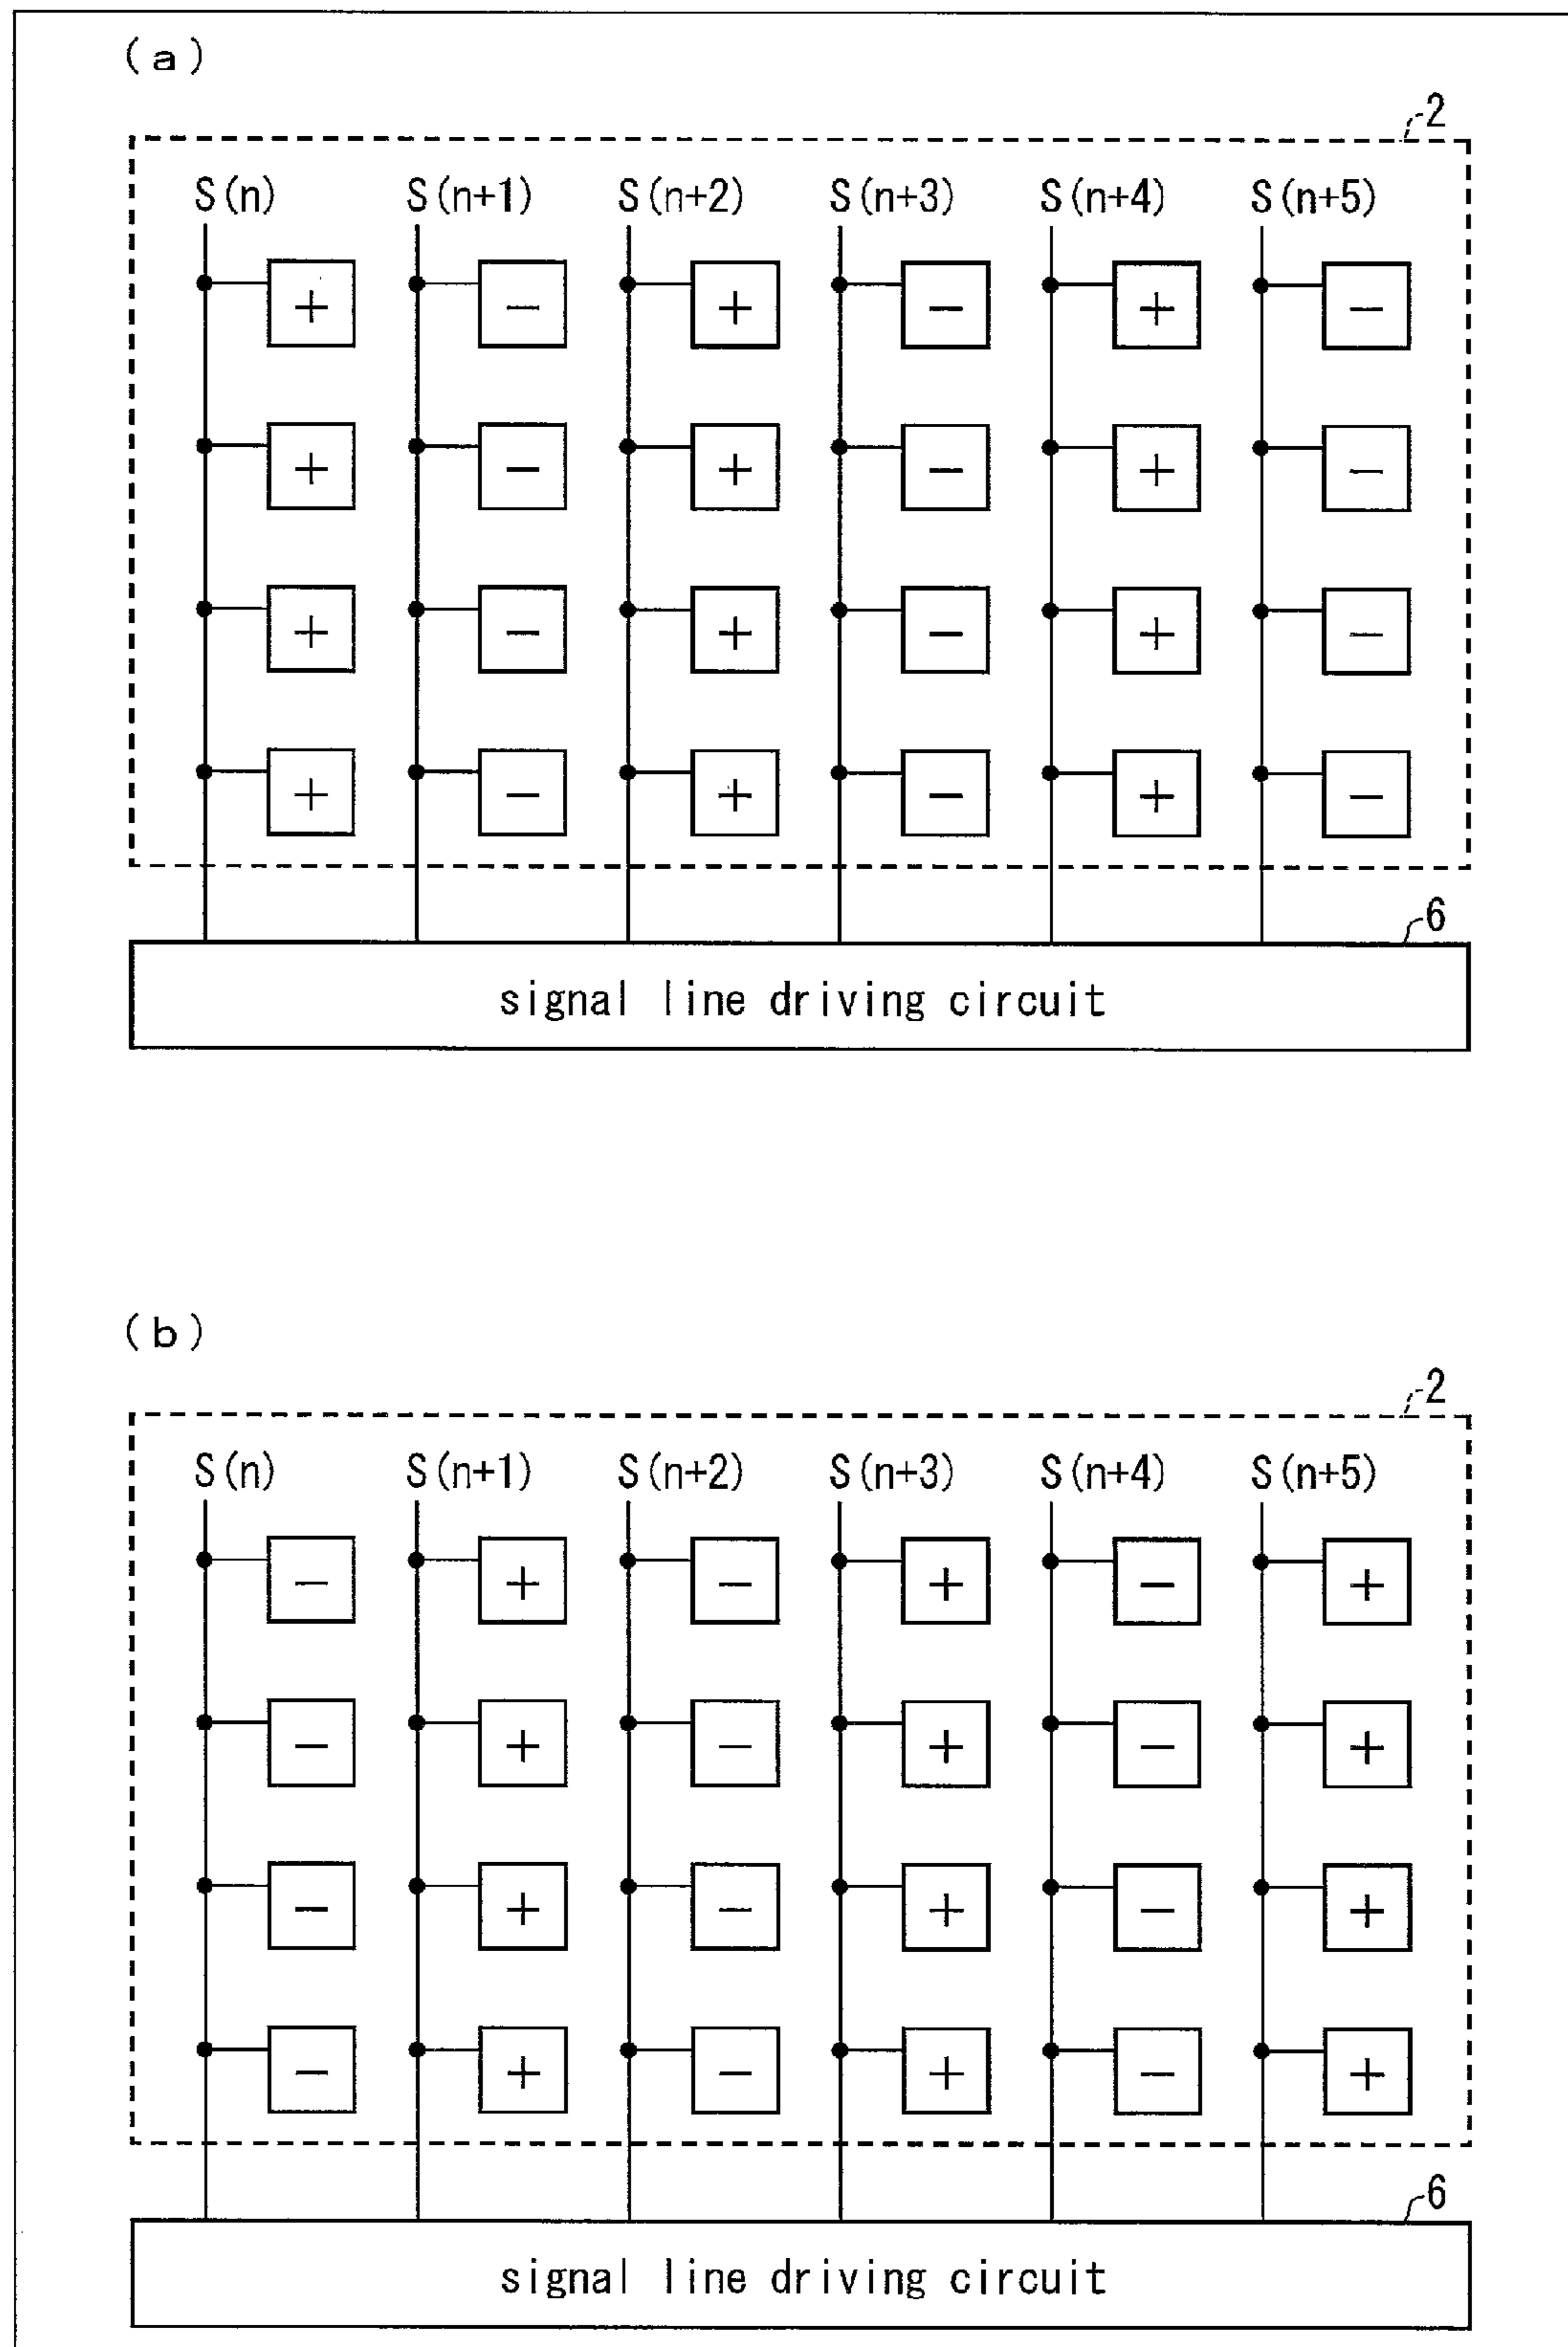 (a)
2
S(n) S(n+1) S(n+2) S(n+3) S(n+4) S(n+5)
+ − + − + −
+ − + − + −
+ − + − + −
+ − + − + −
6
signal line driving circuit
(b)
2
S(n) S(n+1) S(n+2) S(n+3) S(n+4) S(n+5)
− + − + − +
− + − + − +
− + − + − +
− + − + − +
6
signal line driving circuit